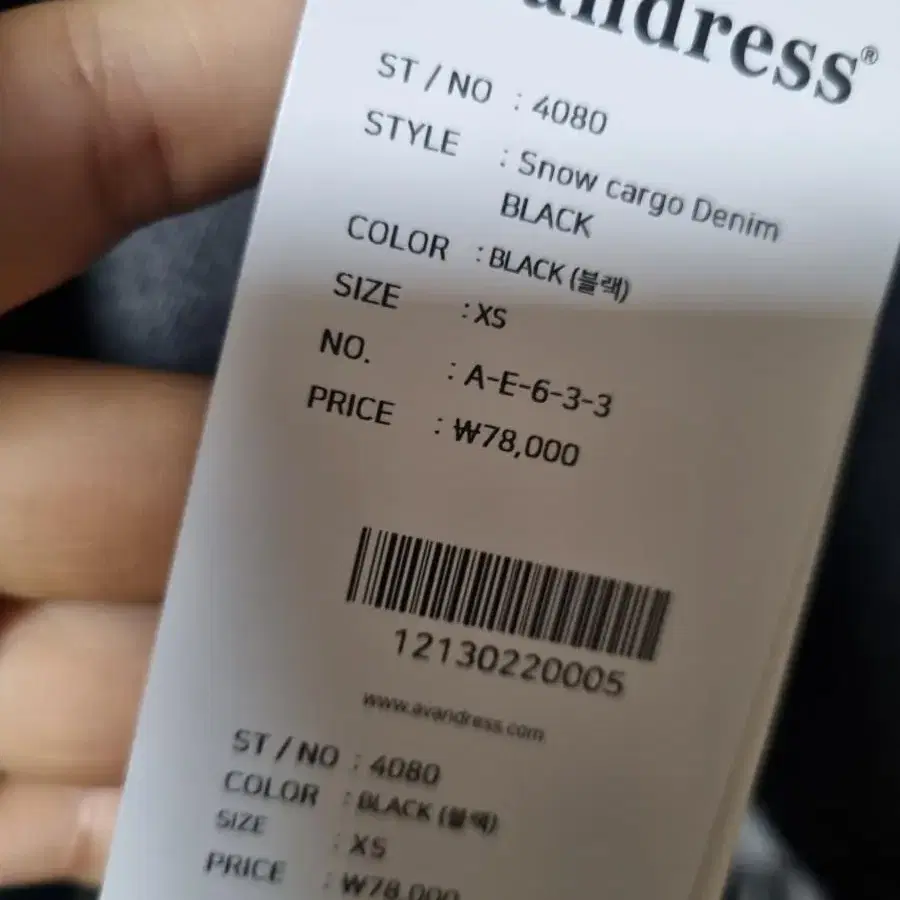 andress®
ST / NO : 4080
STYLE : Snow cargo Denim
BLACK
COLOR : BLACK (블랙)
SIZE : XS
NO. : A-E-6-3-3
PRICE : ₩78,000
12130220005
www.avandress.com
ST / NO : 4080
COLOR : BLACK (블랙)
SIZE : XS
PRICE : ₩78,000